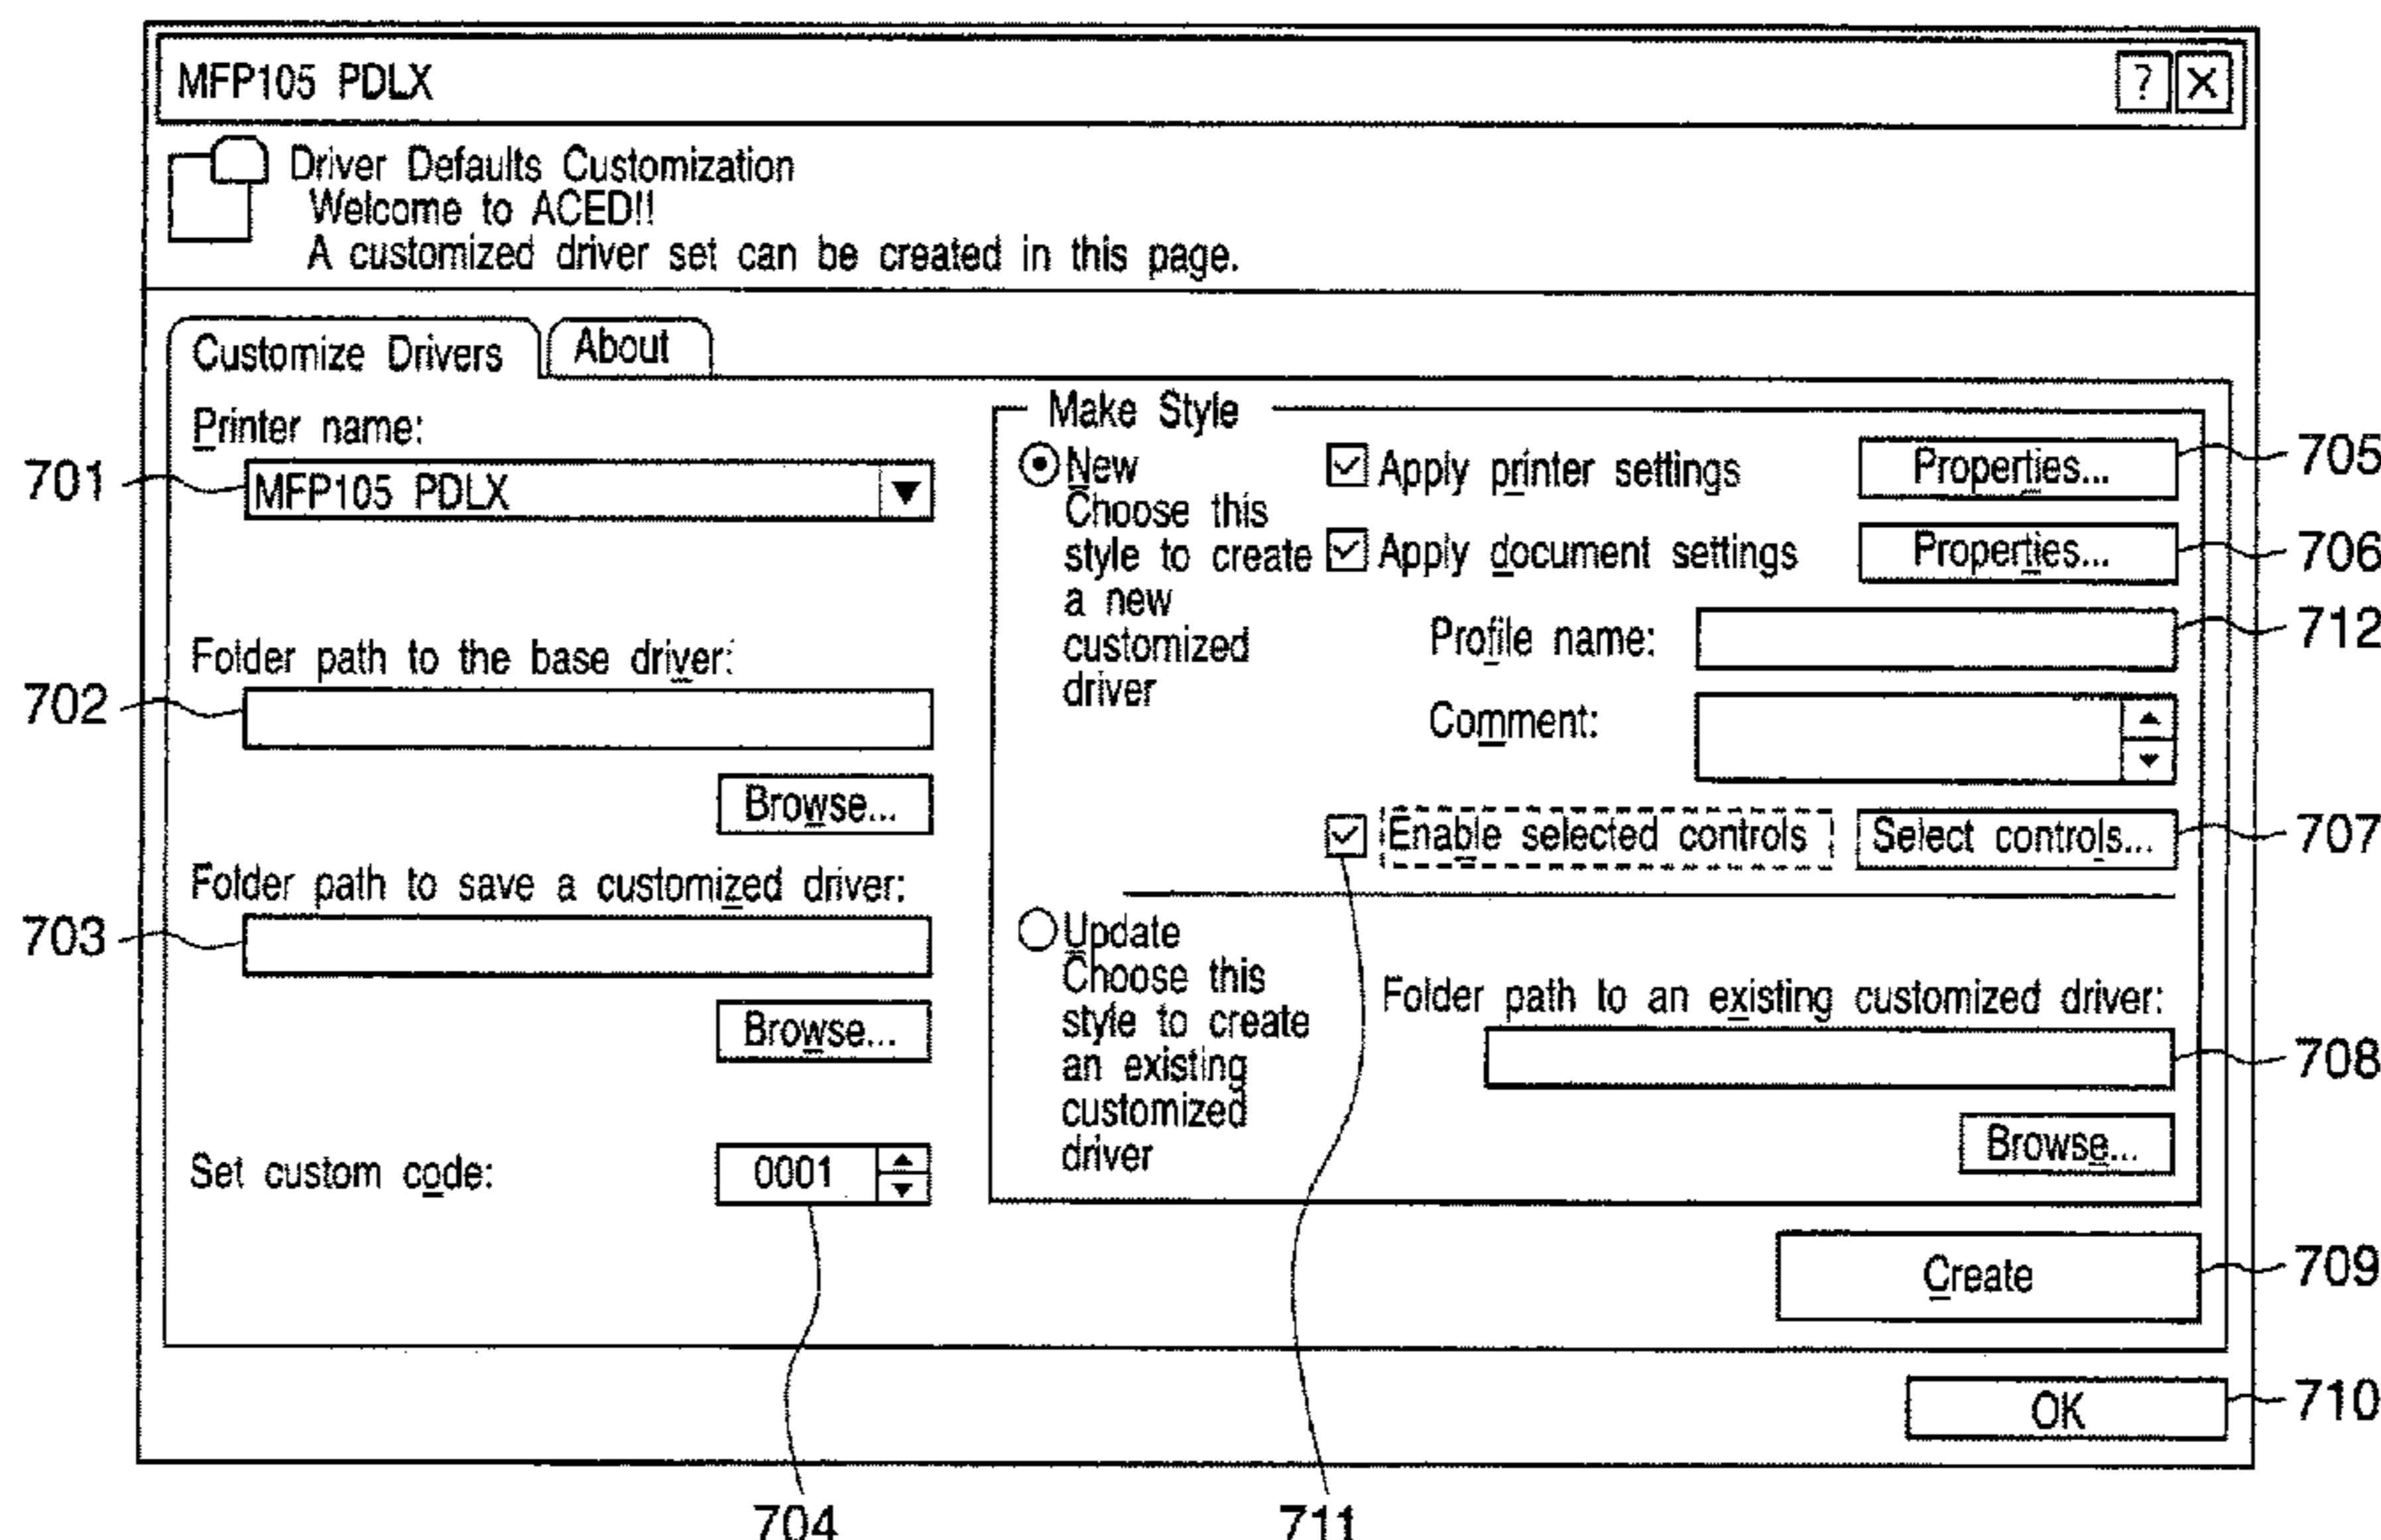 MFP105 PDLX
?
Driver Defaults Customization
Welcome to ACED!!
A customized driver set can be created in this page.
Customize Drivers
About
Printer name:
701
MFP105 PDLX
Folder path to the base driver:
702
Browse...
Folder path to save a customized driver:
703
Browse...
Set custom code:
0001
704
Make Style
New
Choose this
style to create
a new
customized
driver
Apply printer settings
Properties...
705
Apply document settings
Properties...
706
Profile name:
712
Comment:
Enable selected controls
Select controls...
707
711
Update
Choose this
style to create
an existing
customized
driver
Folder path to an existing customized driver:
708
Browse...
Create
709
OK
710